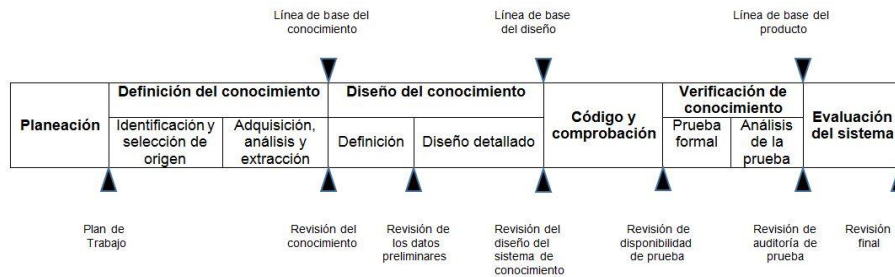 Línea de base del
conocimiento
Línea de base
del diseño
Línea de base del
producto
Planeación
Definición del conocimiento
Identificación y
selección de
origen
Adquisición,
análisis y
extracción
Diseño del conocimiento
Definición
Diseño detallado
Código y
comprobación
Verificación de
conocimiento
Prueba
formal
Análisis
de la
prueba
Evaluación
del sistema
Plan de
Trabajo
Revisión del
conocimiento
Revisión de
los datos
preliminares
Revisión del
diseño del
sistema de
conocimiento
Revisión de
disponibilidad
de prueba
Revisión de
auditoría de
prueba
Revisión
final